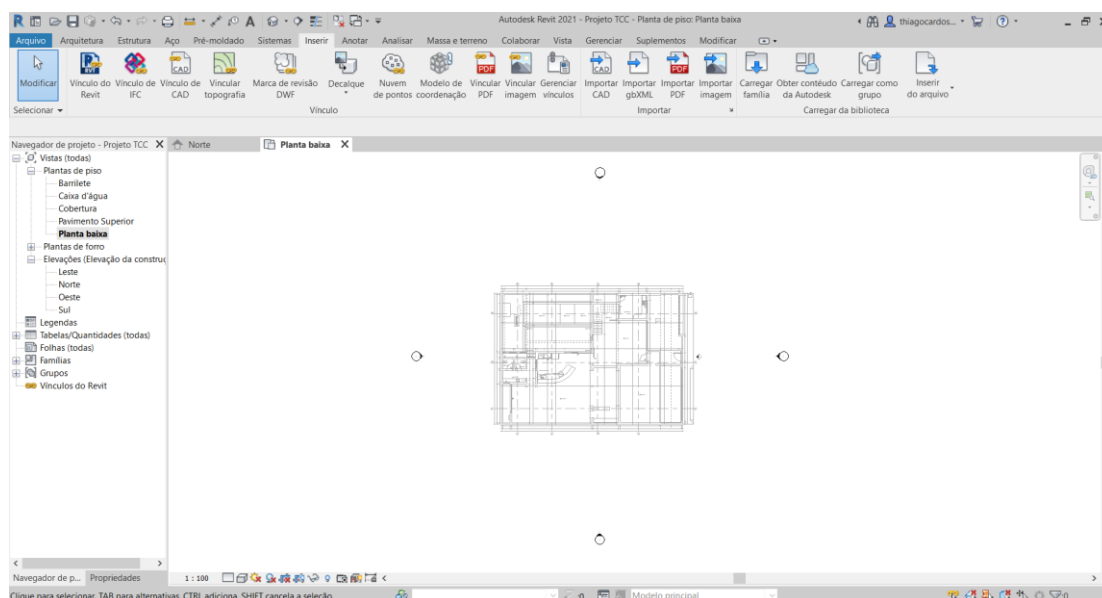 Autodesk Revit 2021 - Projeto TCC - Planta de piso: Planta baixa
thiagocardos...
Arquivo Arquitetura Estrutura Aço Pré-moldado Sistemas Inserir Anotar Analisar Massa e terreno Colaborar Vista Gerenciar Suplementos Modificar
Modificar Vínculo do Revit Vínculo de IFC Vínculo de CAD Vincular topografia Marca de revisão DWF Decalque Nuvem de pontos Modelo de coordenação Vincular PDF Vincular imagem Gerenciar vínculos Importar CAD Importar gbXML Importar PDF Importar imagem Carregar família Obter contéudo da Autodesk Carregar como grupo Inserir do arquivo
Selecionar Vínculo Importar Carregar da biblioteca
Navegador de projeto - Projeto TCC X Norte Planta baixa X
Vistas (todas)
Plantas de piso
Barrilete
Caixa d'água
Cobertura
Pavimento Superior
Planta baixa
Plantas de forro
Elevações (Elevação da construç
Leste
Norte
Oeste
Sul
Legendas
Tabelas/Quantidades (todas)
Folhas (todas)
Famílias
Grupos
Vínculos do Revit
Navegador de p... Propriedades 1 : 100
Clique para selecionar, TAB para alternativas, CTRL adiciona, SHIFT cancela a seleção. :0 Modelo principal :0